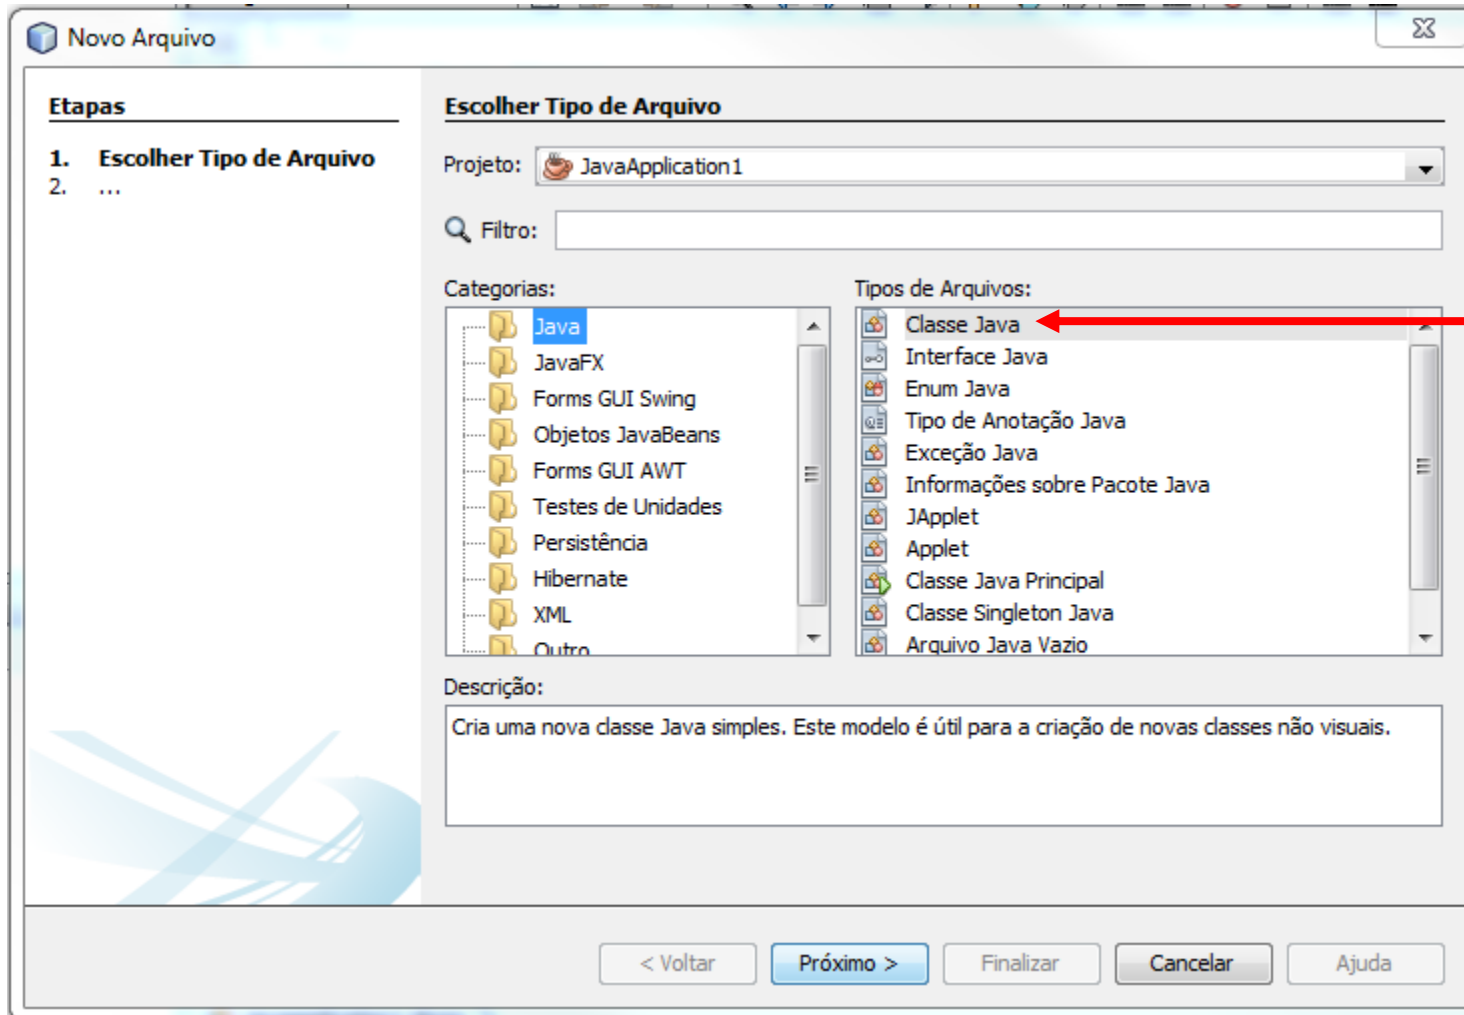 Novo Arquivo
Etapas
1. Escolher Tipo de Arquivo
2. ...
Escolher Tipo de Arquivo
Projeto: JavaApplication1
Filtro:
Categorias:
Java
JavaFX
Forms GUI Swing
Objetos JavaBeans
Forms GUI AWT
Testes de Unidades
Persistência
Hibernate
XML
Outro
Tipos de Arquivos:
Classe Java
Interface Java
Enum Java
Tipo de Anotação Java
Exceção Java
Informações sobre Pacote Java
JApplet
Applet
Classe Java Principal
Classe Singleton Java
Arquivo Java Vazio
Descrição:
Cria uma nova classe Java simples. Este modelo é útil para a criação de novas classes não visuais.
< Voltar Próximo > Finalizar Cancelar Ajuda